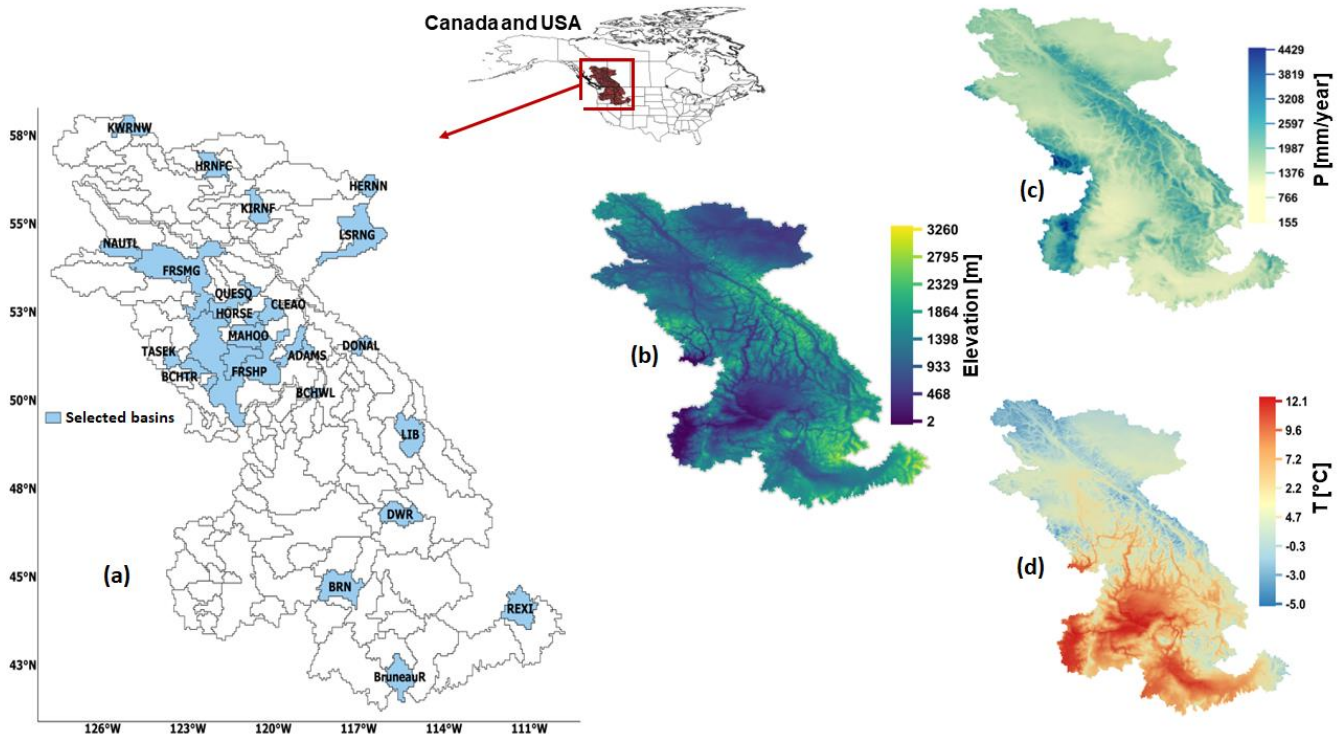 Canada and USA
58°N
55°N
53°N
50°N
48°N
45°N
43°N
126°W
123°W
120°W
117°W
114°W
111°W
KWRNW
HRNFC
HERNN
KIRNF
LSRNG
NAUTL
FRSMG
QUESQ
CLEAO
HORSE
MAHOO
TASEK
ADAMS
DONAL
BCHTR
FRSHP
BCHWL
LIB
DWR
BRN
REXI
BruneauR
Selected basins
(a)
(b)
Elevation [m]
3260
2795
2329
1864
1398
933
468
2
(c)
P [mm/year]
4429
3819
3208
2597
1987
1376
766
155
(d)
T [°C]
12.1
9.6
7.2
2.2
4.7
-0.3
-3.0
-5.0